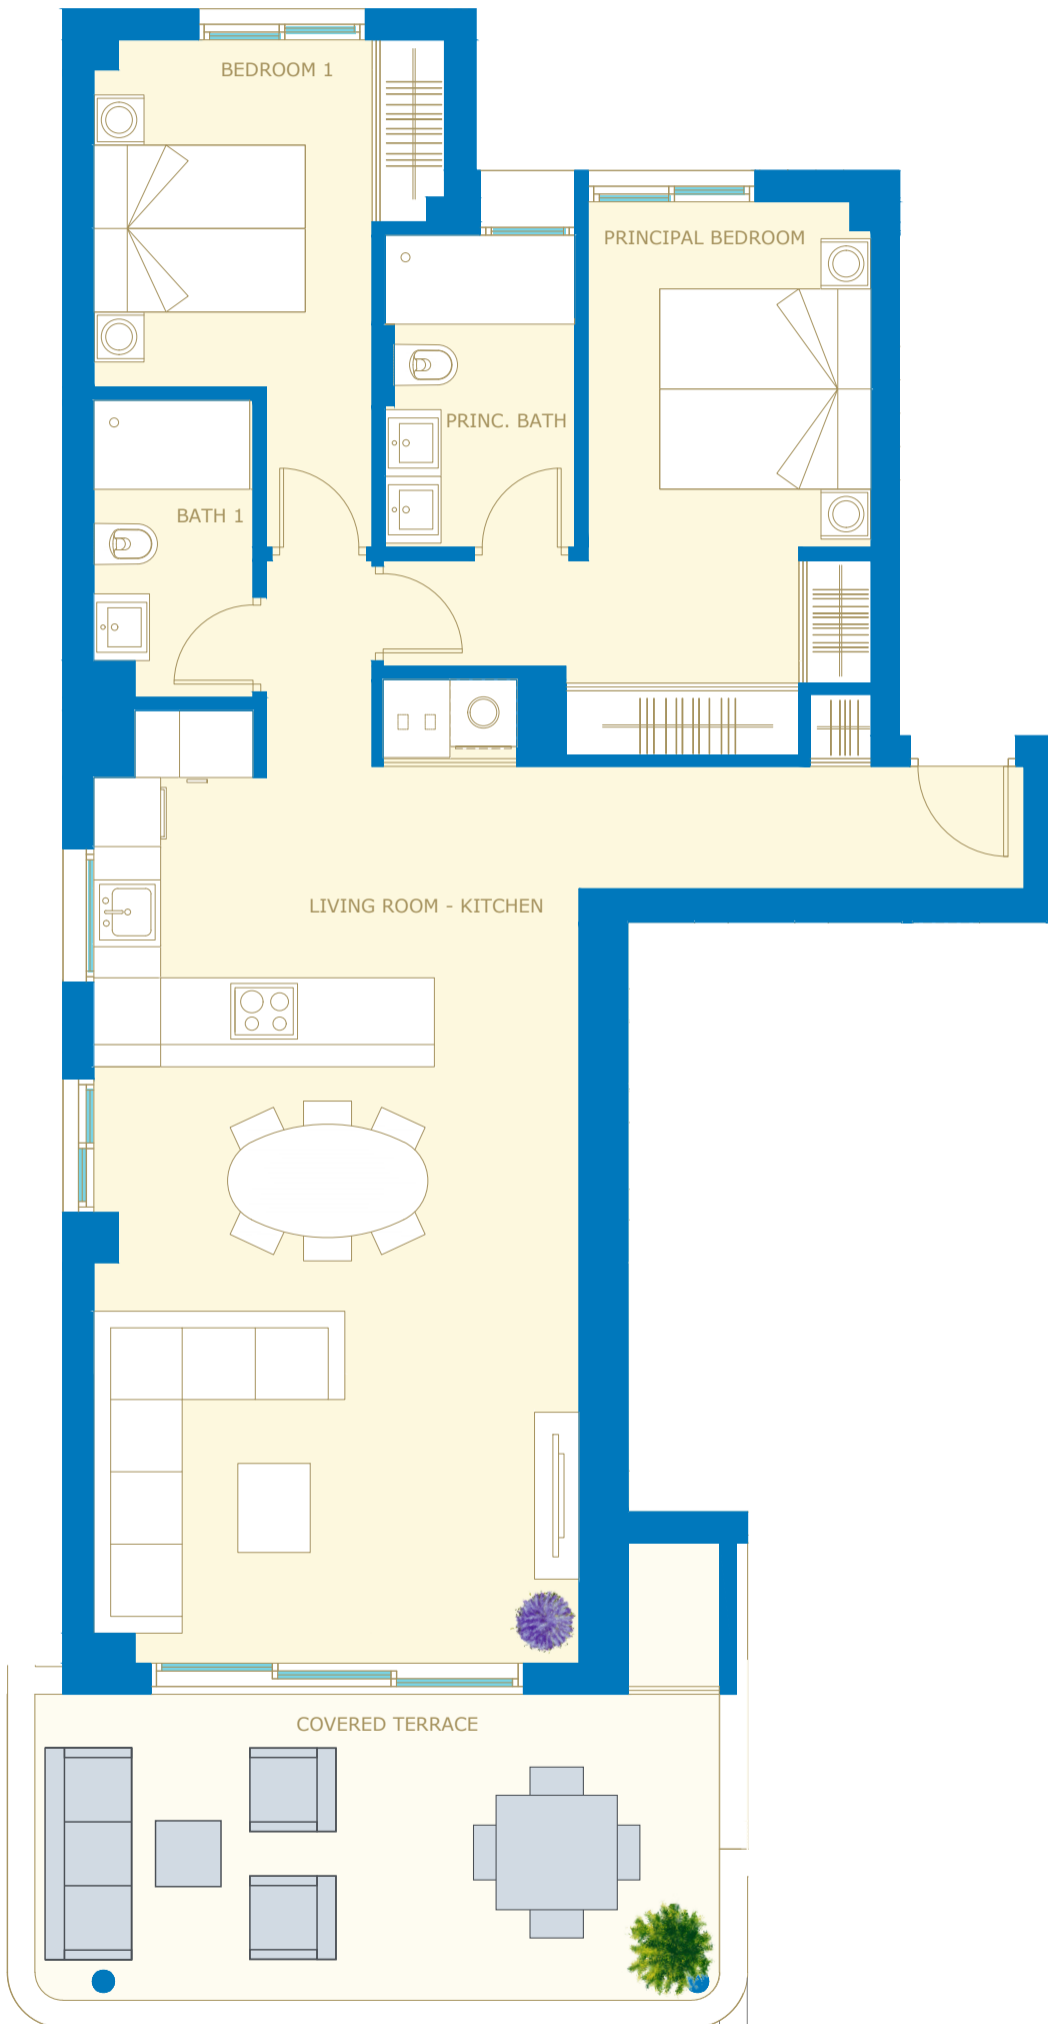 BEDROOM 1
PRINCIPAL BEDROOM
PRINC. BATH
BATH 1
LIVING ROOM - KITCHEN
COVERED TERRACE